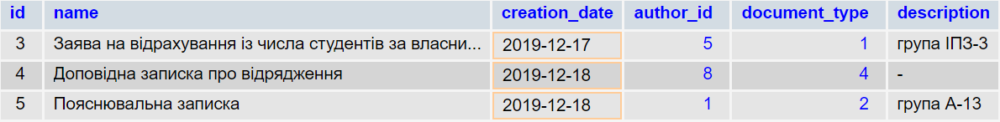 id name creation_date author_id document_type description
3 Заява на відрахування із числа студентів за власни... 2019-12-17 5 1 група ІПЗ-3
4 Доповідна записка про відрядження 2019-12-18 8 4 -
5 Пояснювальна записка 2019-12-18 1 2 група А-13